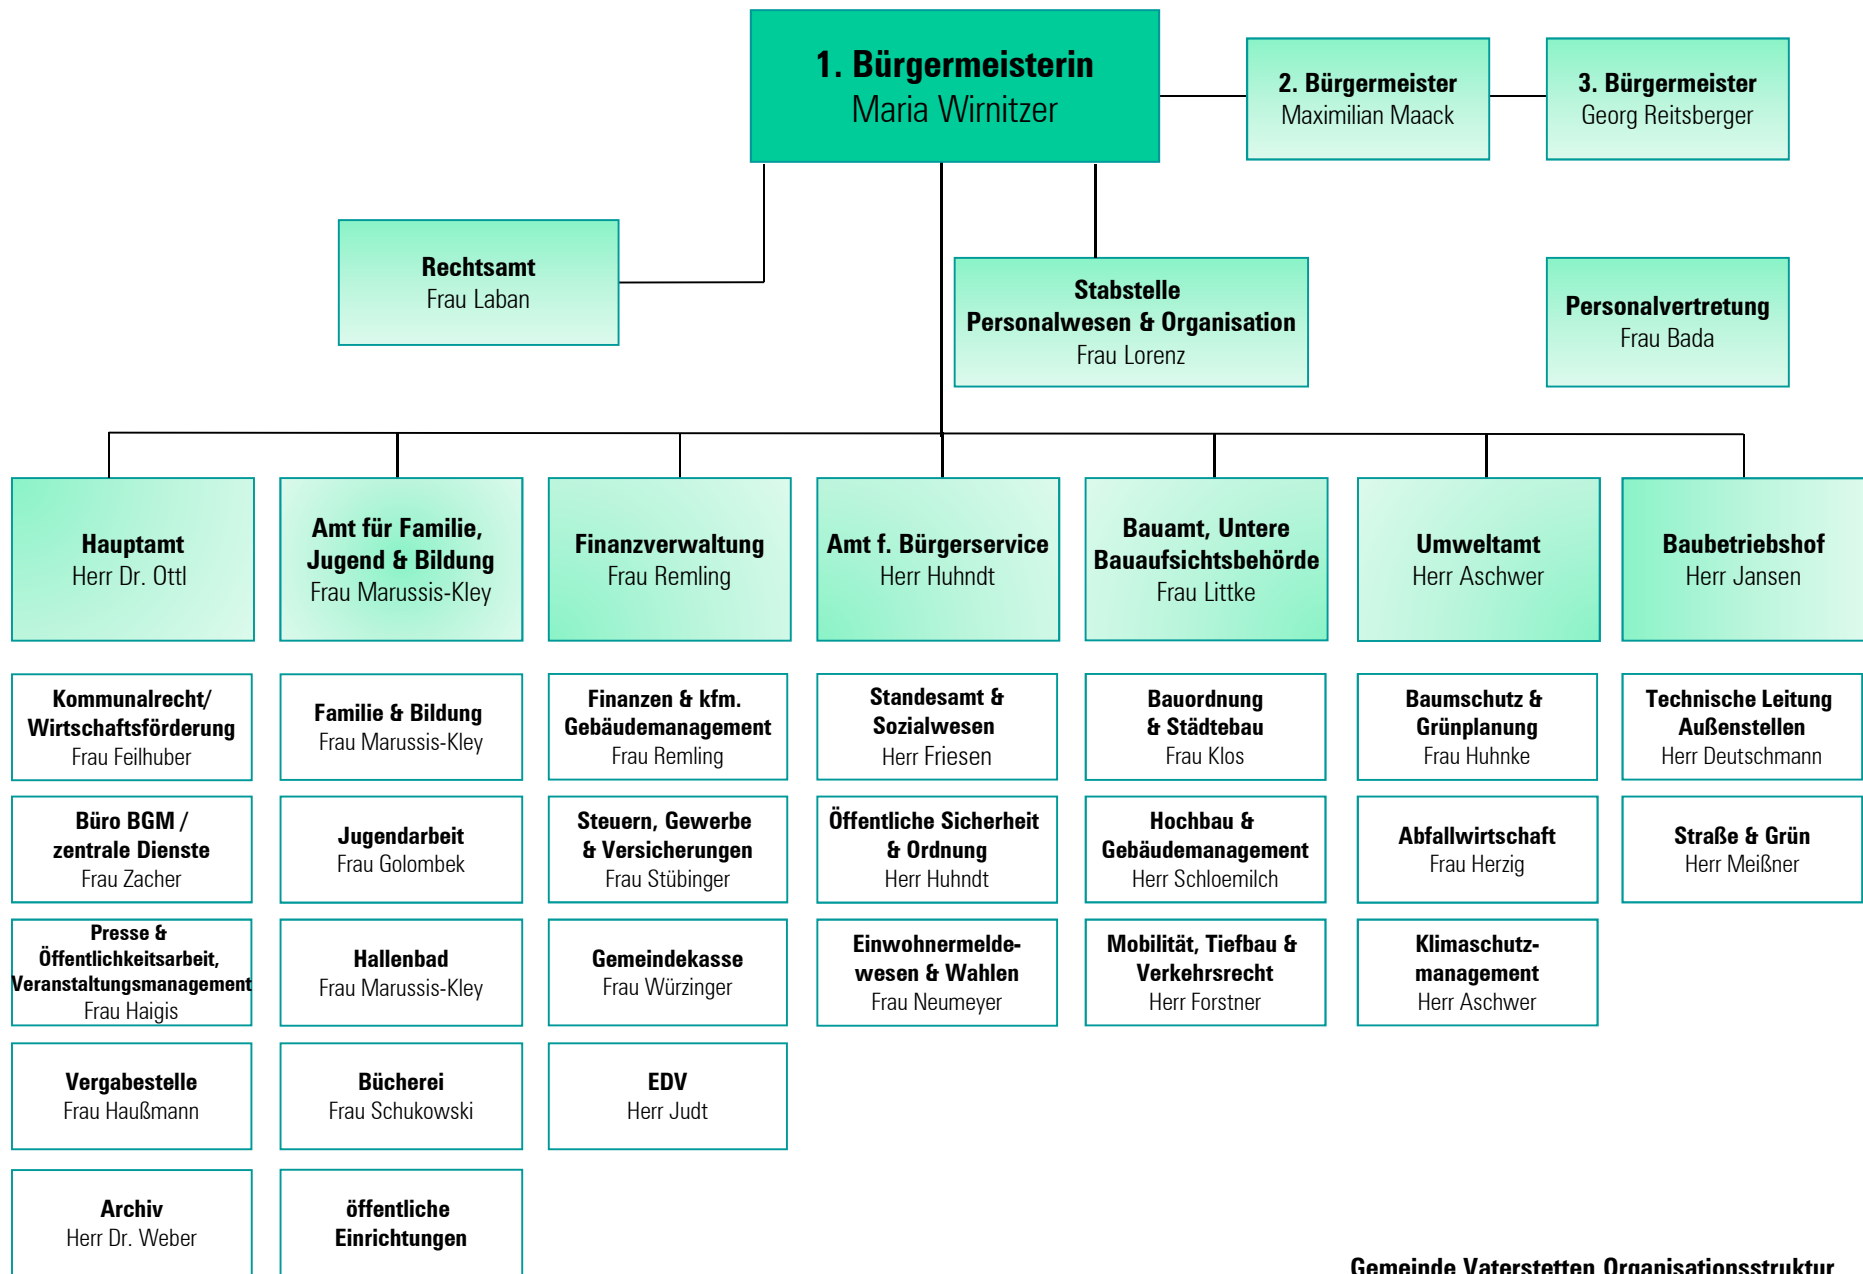 1. Bürgermeisterin
Maria Wirnitzer
2. Bürgermeister
Maximilian Maack
3. Bürgermeister
Georg Reitsberger
Rechtsamt
Frau Laban
Stabstelle
Personalwesen & Organisation
Frau Lorenz
Personalvertretung
Frau Bada
Hauptamt
Herr Dr. Ottl
Amt für Familie,
Jugend & Bildung
Frau Marussis-Kley
Finanzverwaltung
Frau Remling
Amt f. Bürgerservice
Herr Huhndt
Bauamt, Untere
Bauaufsichtsbehörde
Frau Littke
Umweltamt
Herr Aschwer
Baubetriebshof
Herr Jansen
Kommunalrecht/
Wirtschaftsförderung
Frau Feilhuber
Familie & Bildung
Frau Marussis-Kley
Finanzen & kfm.
Gebäudemanagement
Frau Remling
Standesamt &
Sozialwesen
Herr Friesen
Bauordnung
& Städtebau
Frau Klos
Baumschutz &
Grünplanung
Frau Huhnke
Technische Leitung
Außenstellen
Herr Deutschmann
Büro BGM /
zentrale Dienste
Frau Zacher
Jugendarbeit
Frau Golombek
Steuern, Gewerbe
& Versicherungen
Frau Stübinger
Öffentliche Sicherheit
& Ordnung
Herr Huhndt
Hochbau &
Gebäudemanagement
Herr Schloemilch
Abfallwirtschaft
Frau Herzig
Straße & Grün
Herr Meißner
Presse &
Öffentlichkeitsarbeit,
Veranstaltungsmanagement
Frau Haigis
Hallenbad
Frau Marussis-Kley
Gemeindekasse
Frau Würzinger
Einwohnermelde-
wesen & Wahlen
Frau Neumeyer
Mobilität, Tiefbau &
Verkehrsrecht
Herr Forstner
Klimaschutz-
management
Herr Aschwer
Vergabestelle
Frau Haußmann
Bücherei
Frau Schukowski
EDV
Herr Judt
Archiv
Herr Dr. Weber
öffentliche
Einrichtungen
Gemeinde Vaterstetten Organisationsstruktur